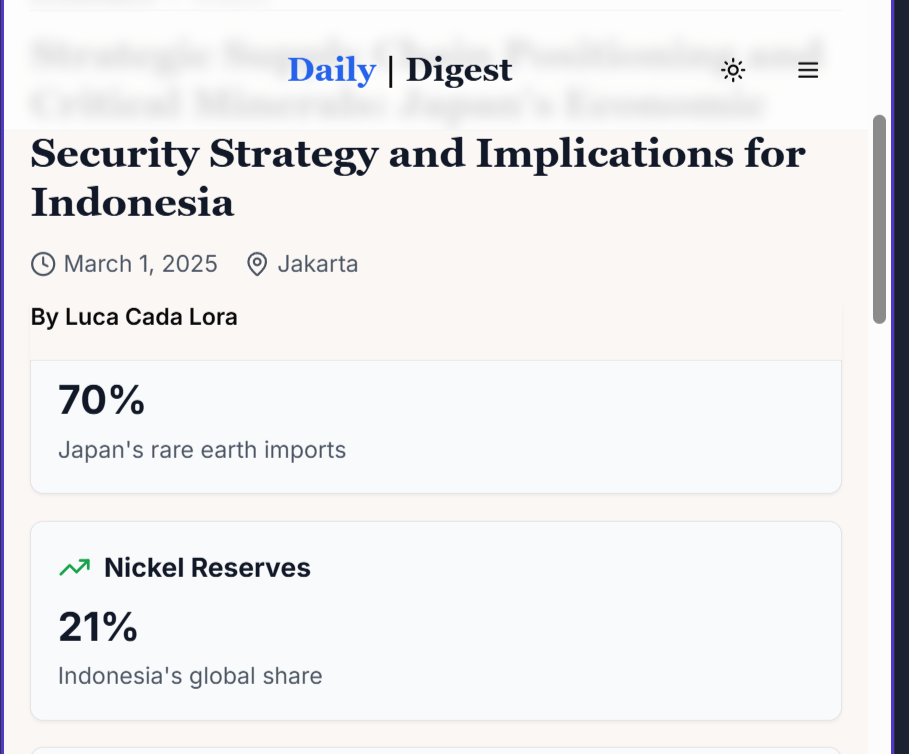 Strategic Supply Chain Positioning and
Daily | Digest
Critical Minerals: Japan's Economic
Security Strategy and Implications for
Indonesia
March 1, 2025 Jakarta
By Luca Cada Lora
70%
Japan's rare earth imports
Nickel Reserves
21%
Indonesia's global share